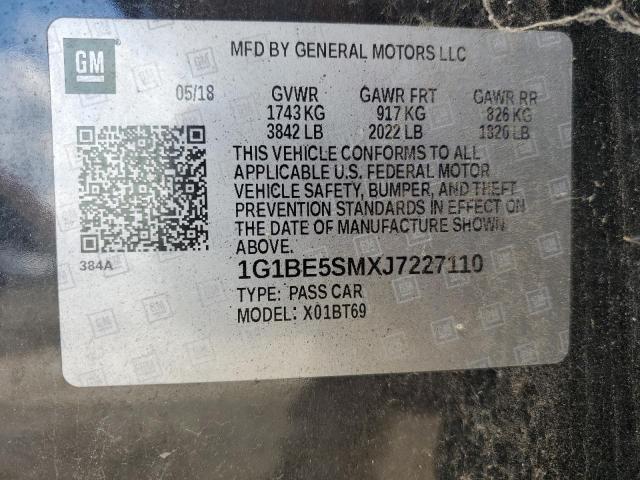 GM
MFD BY GENERAL MOTORS LLC
05/18 GVWR GAWR FRT GAWR RR
1743 KG 917 KG 826 KG
3842 LB 2022 LB 1820 LB
THIS VEHICLE CONFORMS TO ALL
APPLICABLE U.S. FEDERAL MOTOR
VEHICLE SAFETY, BUMPER, AND THEFT
PREVENTION STANDARDS IN EFFECT ON
THE DATE OF MANUFACTURE SHOWN
ABOVE.
384A
1G1BE5SMXJ7227110
TYPE: PASS CAR
MODEL: X01BT69